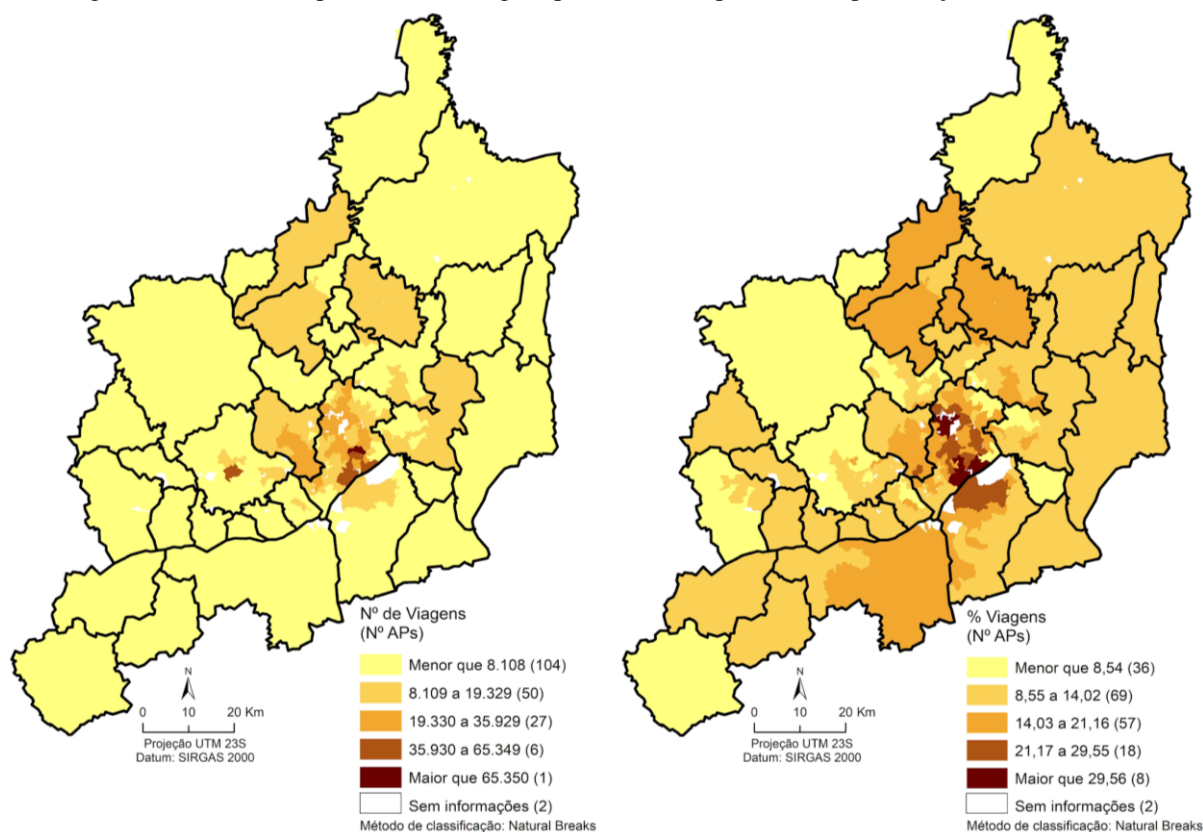 Nº de Viagens
(Nº APs)
Menor que 8.108 (104)
8.109 a 19.329 (50)
19.330 a 35.929 (27)
35.930 a 65.349 (6)
Maior que 65.350 (1)
Sem informações (2)
Método de classificação: Natural Breaks
N
0 10 20 Km
Projeção UTM 23S
Datum: SIRGAS 2000
% Viagens
(Nº APs)
Menor que 8,54 (36)
8,55 a 14,02 (69)
14,03 a 21,16 (57)
21,17 a 29,55 (18)
Maior que 29,56 (8)
Sem informações (2)
Método de classificação: Natural Breaks
N
0 10 20 Km
Projeção UTM 23S
Datum: SIRGAS 2000